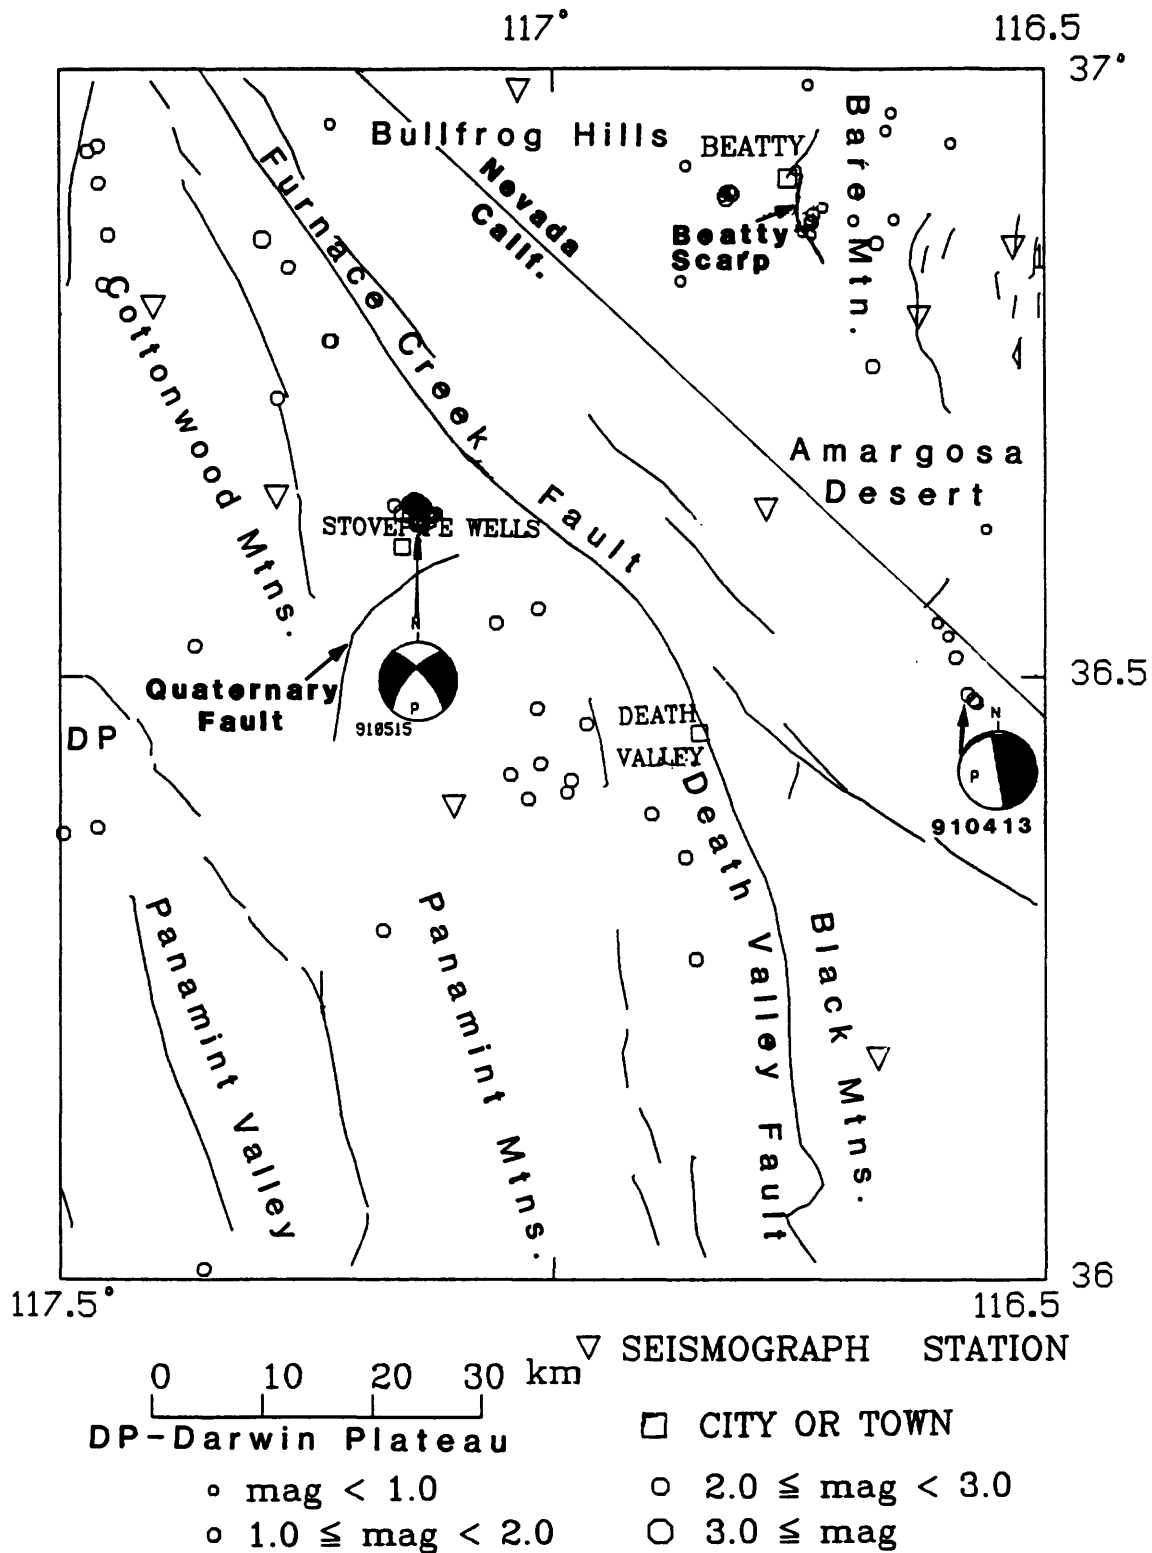 117° 116.5
37°
Bullfrog Hills
BEATTY
Bare Mtn.
Furnace Creek Fault
Nevada
Calif.
Beatty
Scarp
Cottonwood Mtns.
Amargosa
Desert
STOVEPIPE WELLS
N
36.5
Quaternary
Fault
P
910515
DP
DEATH
VALLEY
N
P
910413
Death Valley Fault
Panamint Valley
Panamint Mtns.
Black Mtns.
36
117.5° 116.5
SEISMOGRAPH STATION
0 10 20 30 km
CITY OR TOWN
DP-Darwin Plateau
mag < 1.0
2.0 ≦ mag < 3.0
1.0 ≦ mag < 2.0
3.0 ≦ mag